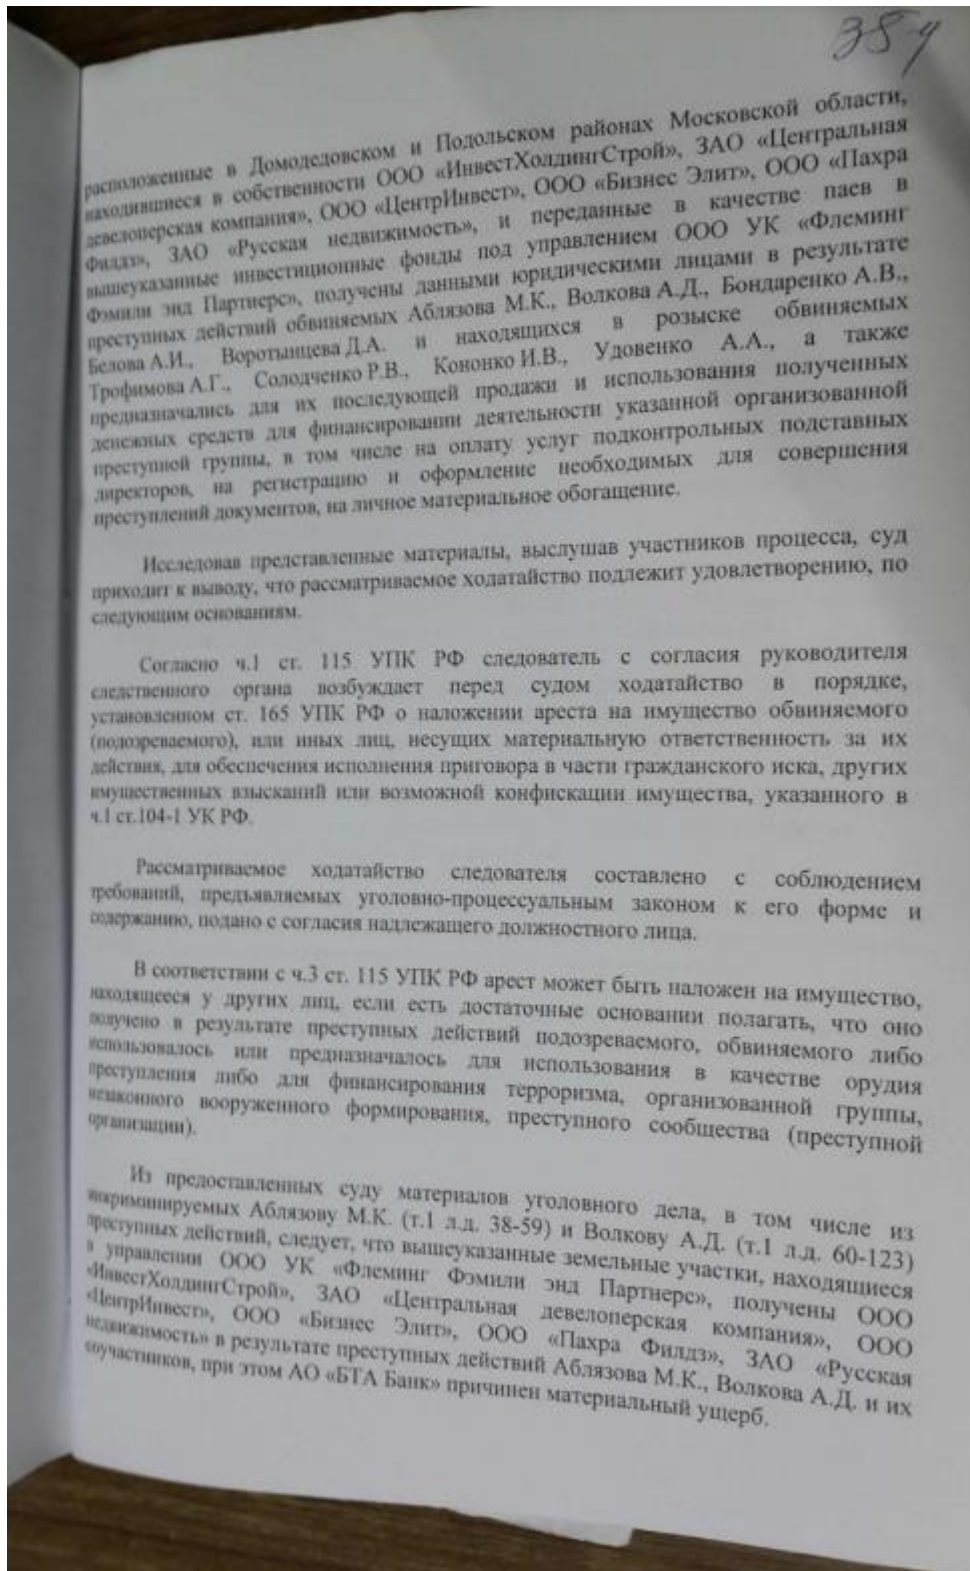 расположенные в Домодедовском и Подольском районах Московской области,
находившиеся в собственности ООО «ИнвестХолдингСтрой», ЗАО «Центральная
девелоперская компания», ООО «ЦентрИнвест», ООО «Бизнес Элит», ООО «Пахра
Филдз», ЗАО «Русская недвижимость», и переданные в качестве паев в
вышеуказанные инвестиционные фонды под управлением ООО УК «Флеминг
Фэмили энд Партнерс», получены данными юридическими лицами в результате
преступных действий обвиняемых Аблязова М.К., Волкова А.Д., Бондаренко А.В.,
Белова А.И., Воротынцева Д.А. и находящихся в розыске обвиняемых
Трофимова А.Г., Солодченко Р.В., Кононко И.В., Удовенко А.А., а также
предназначались для их последующей продажи и использования полученных
денежных средств для финансировании деятельности указанной организованной
преступной группы, в том числе на оплату услуг подконтрольных подставных
директоров, на регистрацию и оформление необходимых для совершения
преступлений документов, на личное материальное обогащение.
Исследовав представленные материалы, выслушав участников процесса, суд
приходит к выводу, что рассматриваемое ходатайство подлежит удовлетворению, по
следующим основаниям.
Согласно ч.1 ст. 115 УПК РФ следователь с согласия руководителя
следственного органа возбуждает перед судом ходатайство в порядке,
установленном ст. 165 УПК РФ о наложении ареста на имущество обвиняемого
(подозреваемого), или иных лиц, несущих материальную ответственность за их
действия, для обеспечения исполнения приговора в части гражданского иска, других
имущественных взысканий или возможной конфискации имущества, указанного в
ч.1 ст.104-1 УК РФ.
Рассматриваемое ходатайство следователя составлено с соблюдением
требований, предъявляемых уголовно-процессуальным законом к его форме и
содержанию, подано с согласия надлежащего должностного лица.
В соответствии с ч.3 ст. 115 УПК РФ арест может быть наложен на имущество,
находящееся у других лиц, если есть достаточные основании полагать, что оно
получено в результате преступных действий подозреваемого, обвиняемого либо
использовалось или предназначалось для использования в качестве орудия
преступления либо для финансирования терроризма, организованной группы,
незаконного вооруженного формирования, преступного сообщества (преступной
организации).
Из предоставленных суду материалов уголовного дела, в том числе из
инкриминируемых Аблязову М.К. (т.1 л.д. 38-59) и Волкову А.Д. (т.1 л.д. 60-123)
преступных действий, следует, что вышеуказанные земельные участки, находящиеся
в управлении ООО УК «Флеминг Фэмили энд Партнерс», получены ООО
«ИнвестХолдингСтрой», ЗАО «Центральная девелоперская компания», ООО
«ЦентрИнвест», ООО «Бизнес Элит», ООО «Пахра Филдз», ЗАО «Русская
недвижимость» в результате преступных действий Аблязова М.К., Волкова А.Д. и их
соучастников, при этом АО «БТА Банк» причинен материальный ущерб.